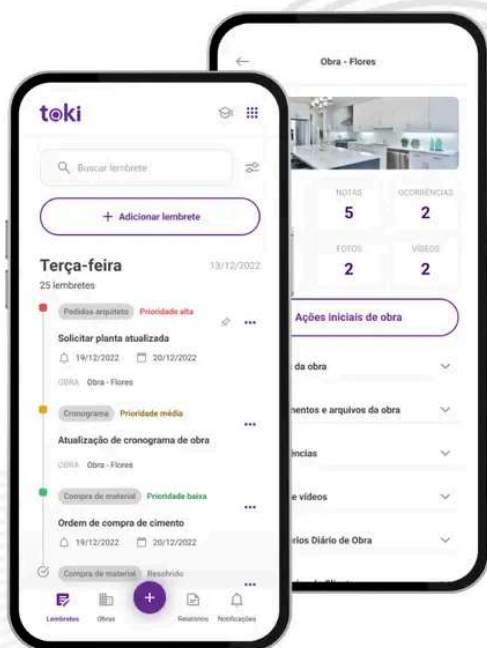 toki
Buscar lembrete
+ Adicionar lembrete
Terça-feira
13/12/2022
25 lembretes
Pedidos arquiteto Prioridade alta
Solicitar planta atualizada
19/12/2022 20/12/2022
OBRA Obra - Flores
Cronograma Prioridade média
Atualização de cronograma de obra
OBRA Obra - Flores
Compra de material Prioridade baixa
Ordem de compra de cimento
19/12/2022 20/12/2022
Compra de material Resolvido
+
Lembretes Obras Relatórios Notificações
Obra - Flores
NOTAS OCORRÊNCIAS
5 2
FOTOS VÍDEOS
2 2
Ações iniciais de obra
da obra
mentos e arquivos da obra
ências
e vídeos
rios Diário de Obra